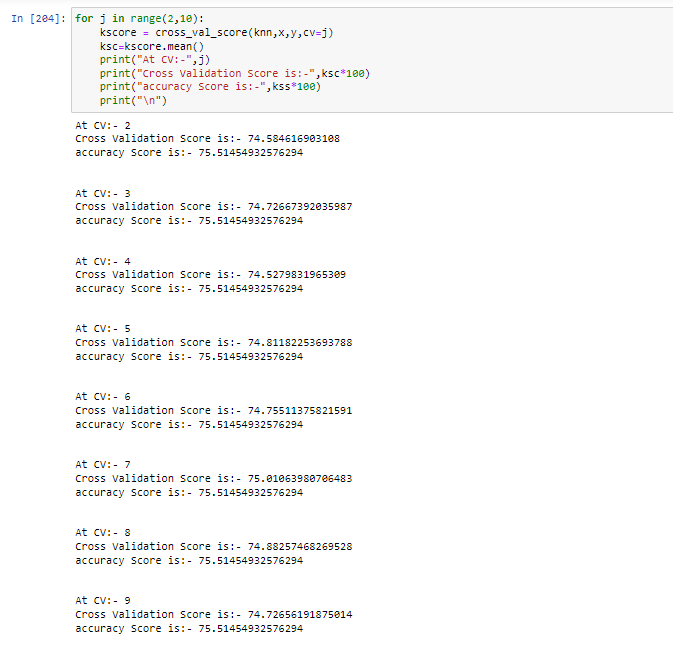 In [204]: for j in range(2,10):
kscore = cross_val_score(knn,x,y,cv=j)
ksc=kscore.mean()
print("At CV:-",j)
print("Cross Validation Score is:-",ksc*100)
print("accuracy Score is:-",kss*100)
print("\n")
At CV:- 2
Cross Validation Score is:- 74.584616903108
accuracy Score is:- 75.51454932576294
At CV:- 3
Cross Validation Score is:- 74.72667392035987
accuracy Score is:- 75.51454932576294
At CV:- 4
Cross Validation Score is:- 74.5279831965309
accuracy Score is:- 75.51454932576294
At CV:- 5
Cross Validation Score is:- 74.81182253693788
accuracy Score is:- 75.51454932576294
At CV:- 6
Cross Validation Score is:- 74.75511375821591
accuracy Score is:- 75.51454932576294
At CV:- 7
Cross Validation Score is:- 75.01063980706483
accuracy Score is:- 75.51454932576294
At CV:- 8
Cross Validation Score is:- 74.88257468269528
accuracy Score is:- 75.51454932576294
At CV:- 9
Cross Validation Score is:- 74.72656191875014
accuracy Score is:- 75.51454932576294